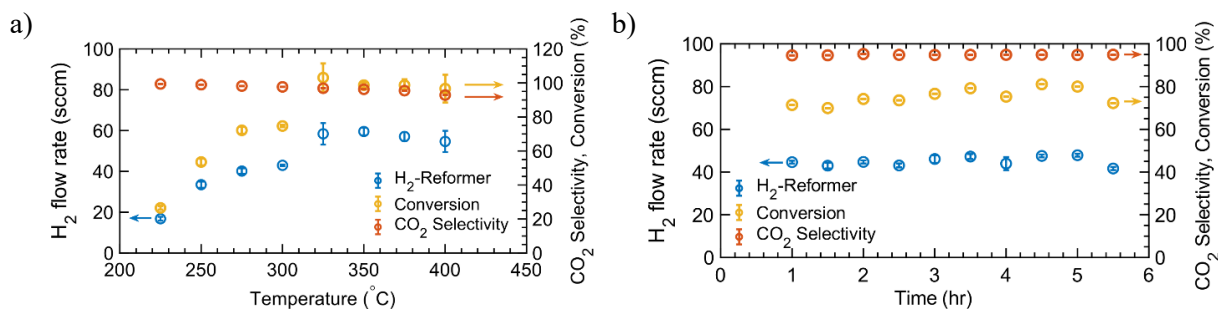 a)
H2 flow rate (sccm)
100
80
60
40
20
0
200
250
300
350
400
450
Temperature (°C)
120
100
80
60
40
20
0
CO2 Selectivity, Conversion (%)
H2-Reformer
Conversion
CO2 Selectivity
b)
H2 flow rate (sccm)
100
80
60
40
20
0
0
1
2
3
4
5
6
Time (hr)
100
80
60
40
20
0
CO2 Selectivity, Conversion (%)
H2-Reformer
Conversion
CO2 Selectivity